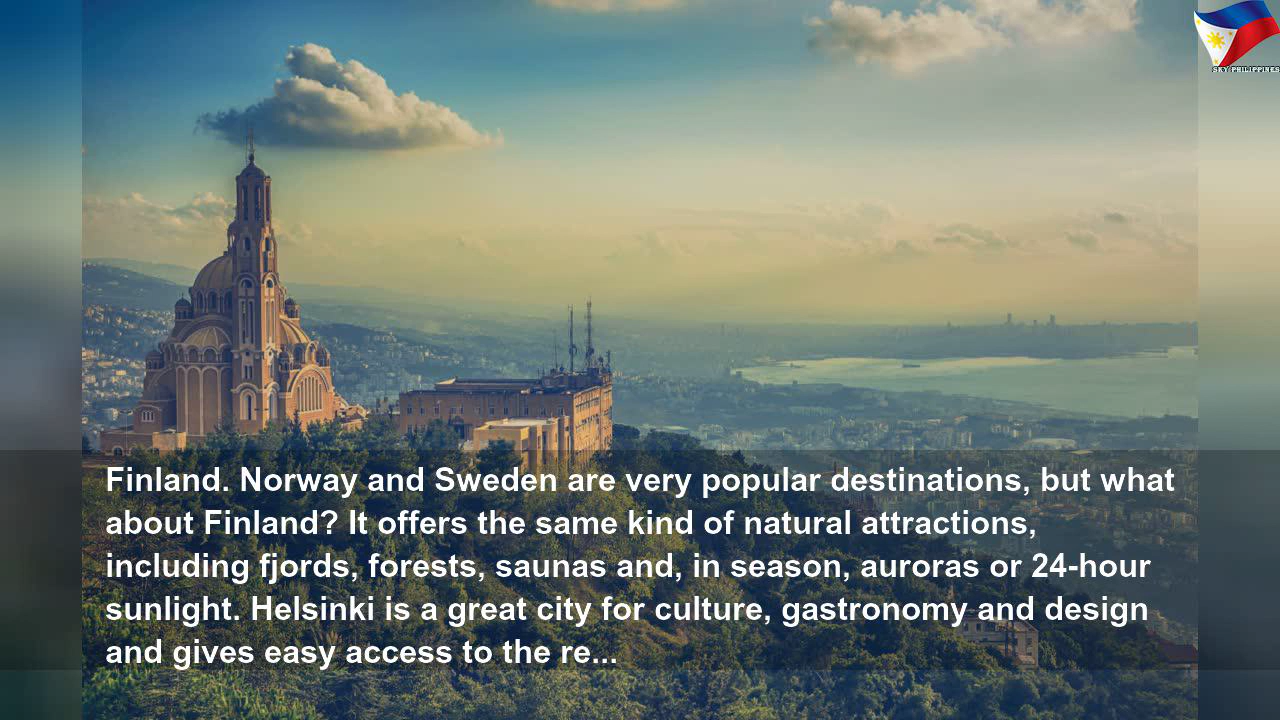 SKY PHILIPPINES
Finland. Norway and Sweden are very popular destinations, but what
about Finland? It offers the same kind of natural attractions,
including fjords, forests, saunas and, in season, auroras or 24-hour
sunlight. Helsinki is a great city for culture, gastronomy and design
and gives easy access to the re...